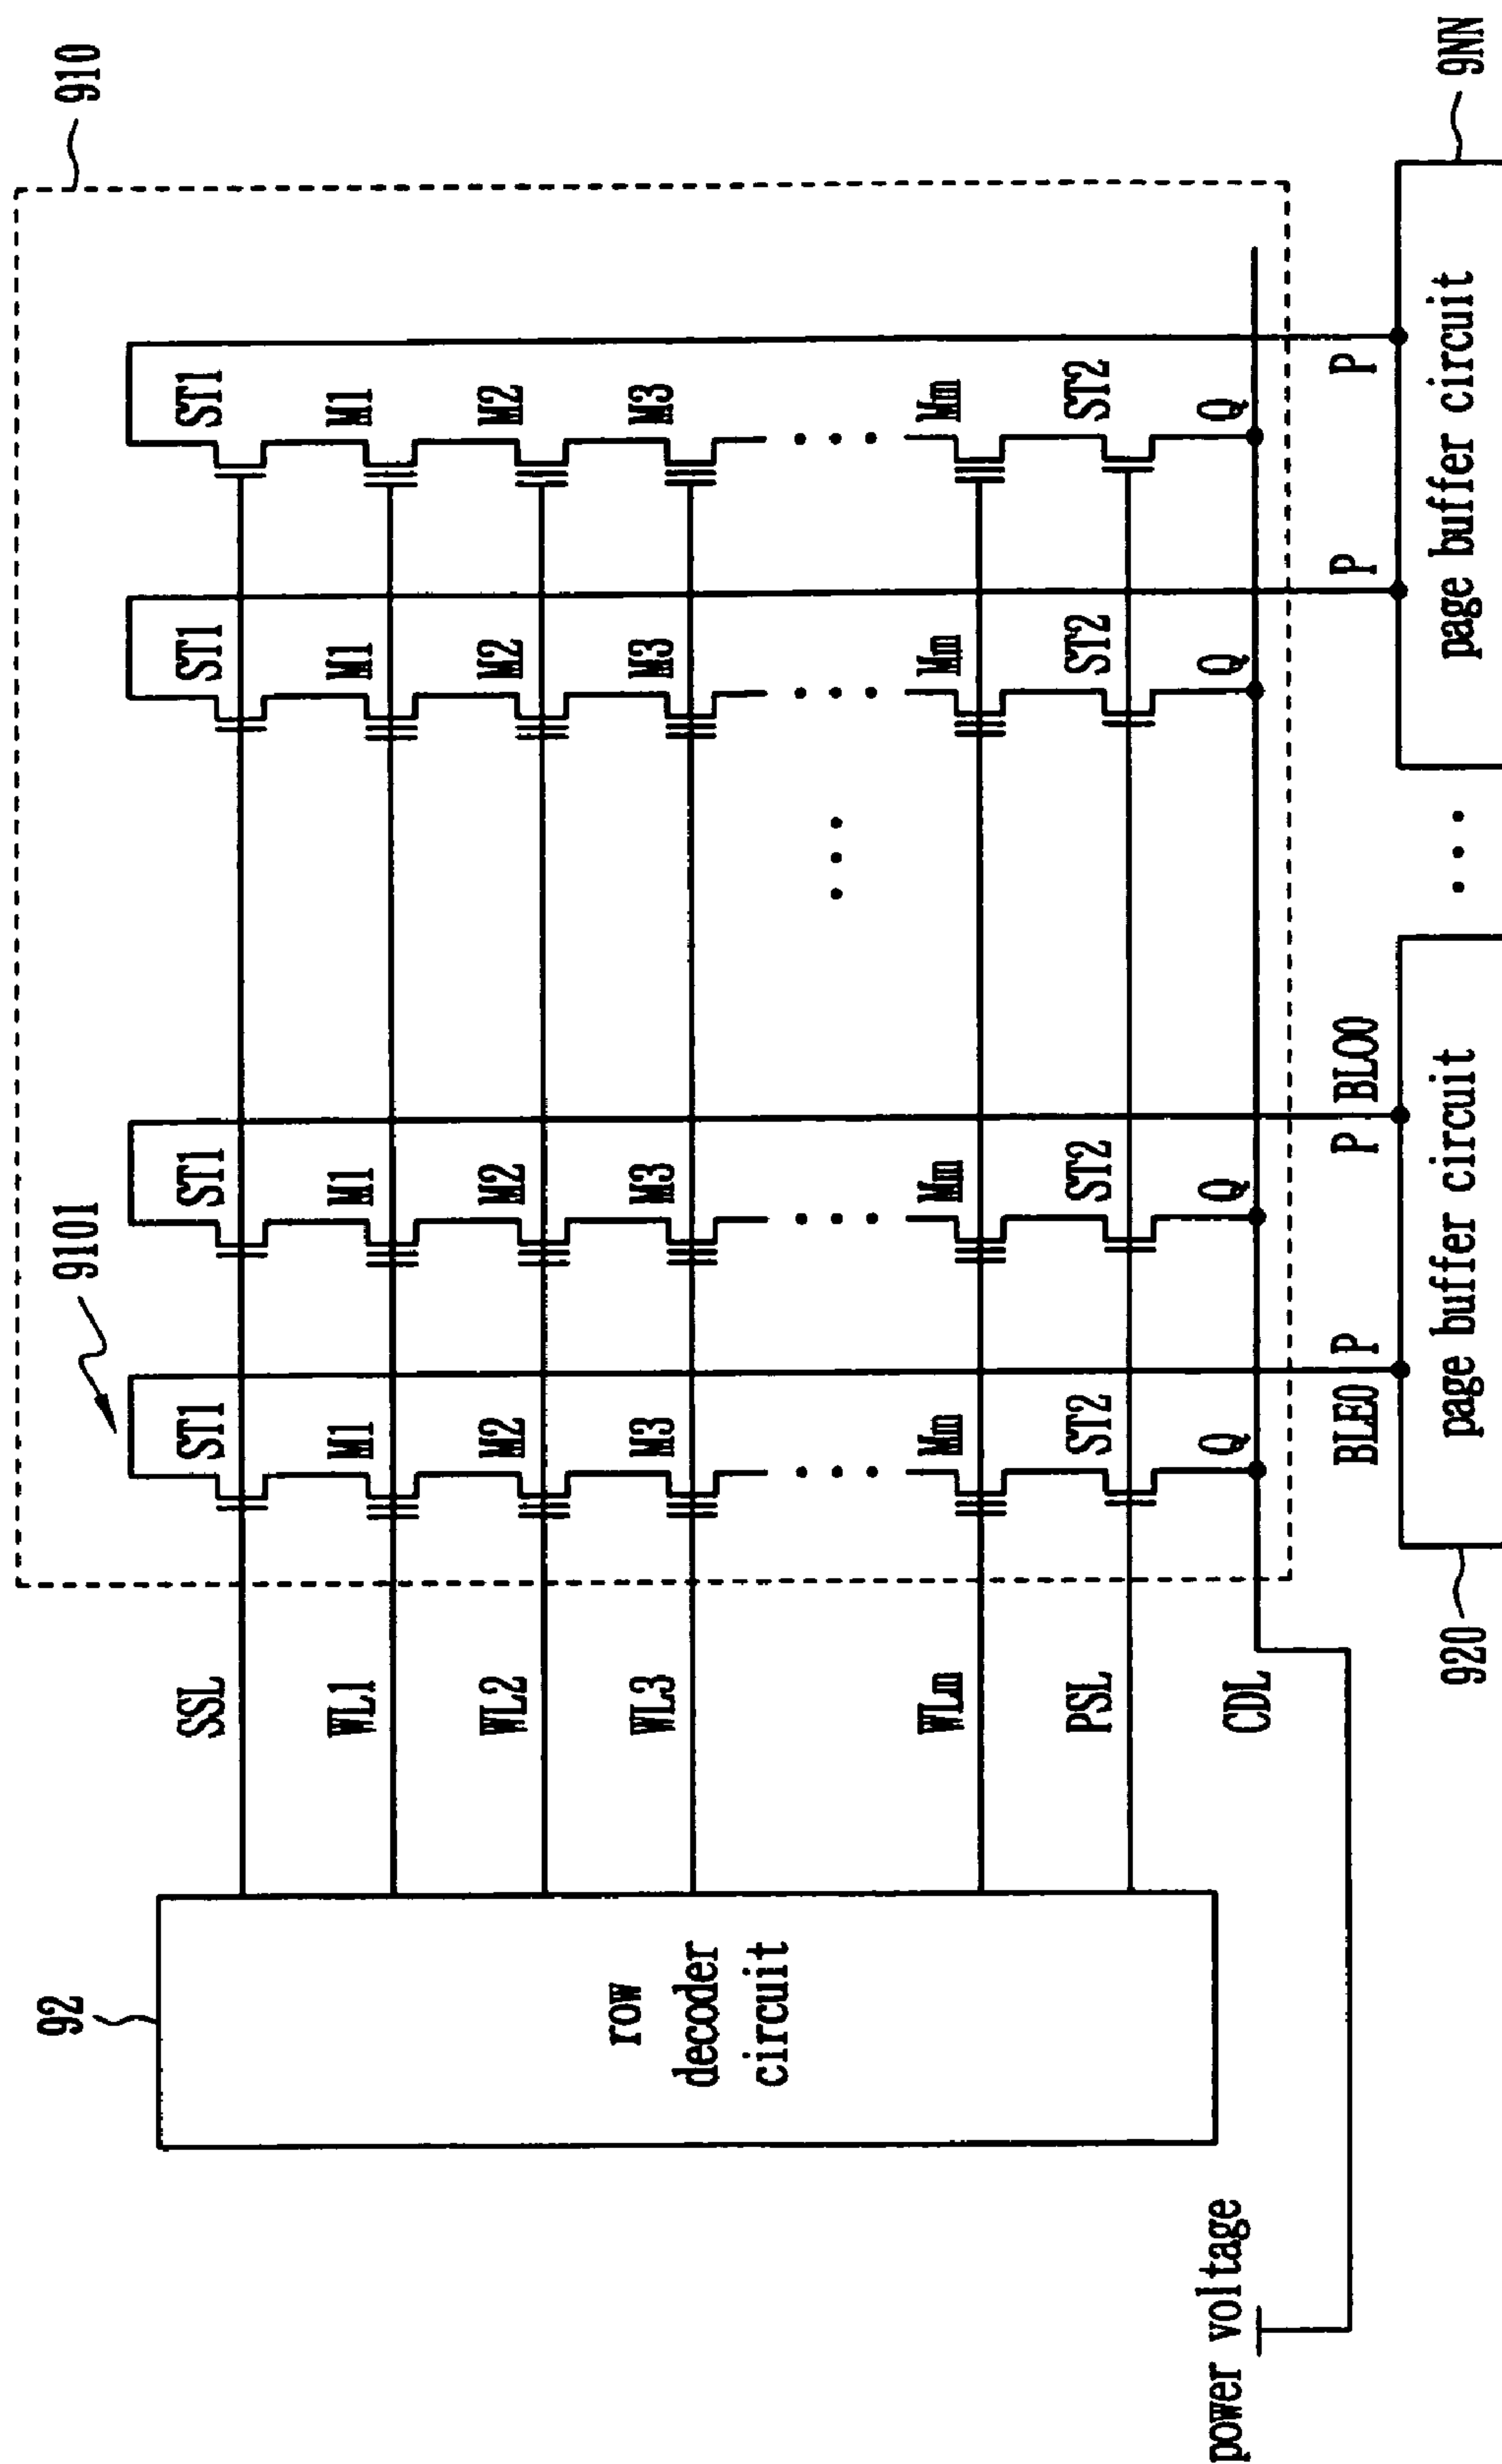 92
9101
910
SSL ST1 ST1 ST1 ST1
WL1 M1 M1 M1 M1
WL2 M2 M2 M2 M2
WL3 M3 M3 M3 M3
row
decoder
circuit
WLn Mm Mm Mm Mm
PSL ST2 ST2 ST2 ST2
power voltage
CDL Q Q Q Q
BLE0 P P BLO0 P P
920 page buffer circuit ... page buffer circuit 9NN